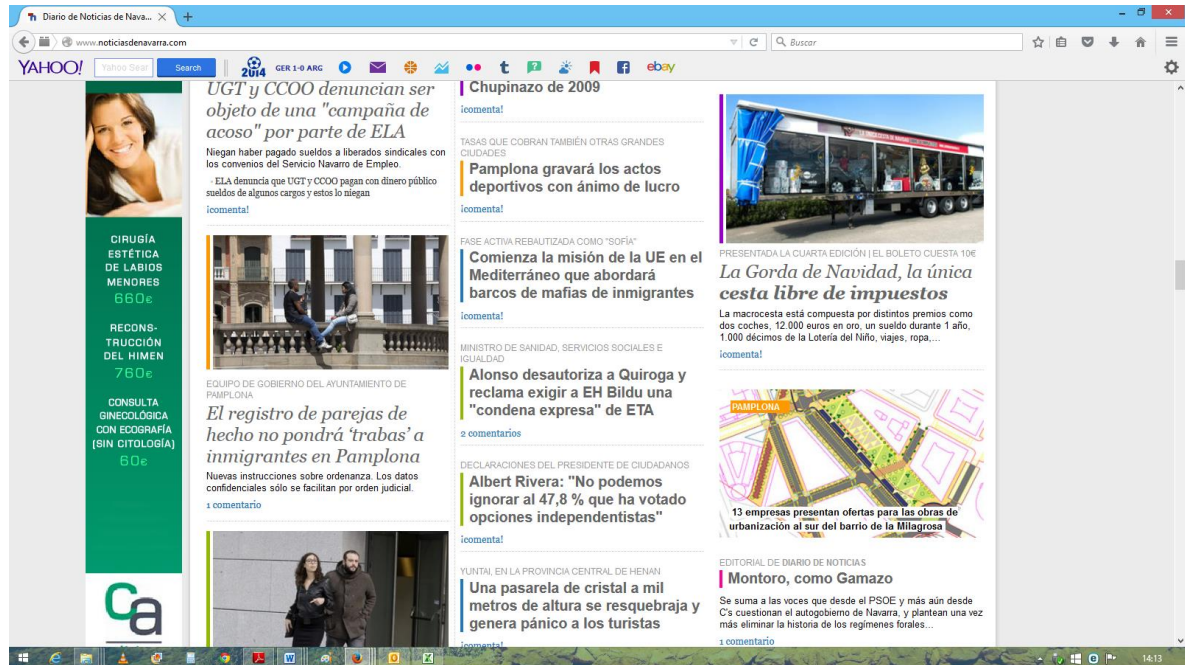 Diario de Noticias de Nava...
www.noticiasdenavarra.com
Buscar
YAHOO!
Yahoo Sear
Search
2014
GER 1-0 ARG
ebay
CIRUGÍA
ESTÉTICA
DE LABIOS
MENORES
660€
RECONS-
TRUCCIÓN
DEL HIMEN
760€
CONSULTA
GINECOLÓGICA
CON ECOGRAFÍA
(SIN CITOLOGÍA)
60€
ca
UGT y CCOO denuncian ser
objeto de una "campaña de
acoso" por parte de ELA
Niegan haber pagado sueldos a liberados sindicales con
los convenios del Servicio Navarro de Empleo.
- ELA denuncia que UGT y CCOO pagan con dinero público
sueldos de algunos cargos y estos lo niegan
¡comenta!
EQUIPO DE GOBIERNO DEL AYUNTAMIENTO DE
PAMPLONA
El registro de parejas de
hecho no pondrá 'trabas' a
inmigrantes en Pamplona
Nuevas instrucciones sobre ordenanza. Los datos
confidenciales sólo se facilitan por orden judicial.
1 comentario
Chupinazo de 2009
¡comenta!
TASAS QUE COBRAN TAMBIÉN OTRAS GRANDES
CIUDADES
Pamplona gravará los actos
deportivos con ánimo de lucro
¡comenta!
FASE ACTIVA REBAUTIZADA COMO "SOFÍA"
Comienza la misión de la UE en el
Mediterráneo que abordará
barcos de mafias de inmigrantes
¡comenta!
MINISTRO DE SANIDAD, SERVICIOS SOCIALES E
IGUALDAD
Alonso desautoriza a Quiroga y
reclama exigir a EH Bildu una
"condena expresa" de ETA
2 comentarios
DECLARACIONES DEL PRESIDENTE DE CIUDADANOS
Albert Rivera: "No podemos
ignorar al 47,8 % que ha votado
opciones independentistas"
¡comenta!
YUNTAI, EN LA PROVINCIA CENTRAL DE HENAN
Una pasarela de cristal a mil
metros de altura se resquebraja y
genera pánico a los turistas
¡comenta!
PRESENTADA LA CUARTA EDICIÓN | EL BOLETO CUESTA 10€
La Gorda de Navidad, la única
cesta libre de impuestos
La macrocesta está compuesta por distintos premios como
dos coches, 12.000 euros en oro, un sueldo durante 1 año,
1.000 décimos de la Lotería del Niño, viajes, ropa,...
¡comenta!
PAMPLONA
13 empresas presentan ofertas para las obras de
urbanización al sur del barrio de la Milagrosa
EDITORIAL DE DIARIO DE NOTICIAS
Montoro, como Gamazo
Se suma a las voces que desde el PSOE y más aún desde
C's cuestionan el autogobierno de Navarra, y plantean una vez
más eliminar la historia de los regímenes forales...
1 comentario
14:13